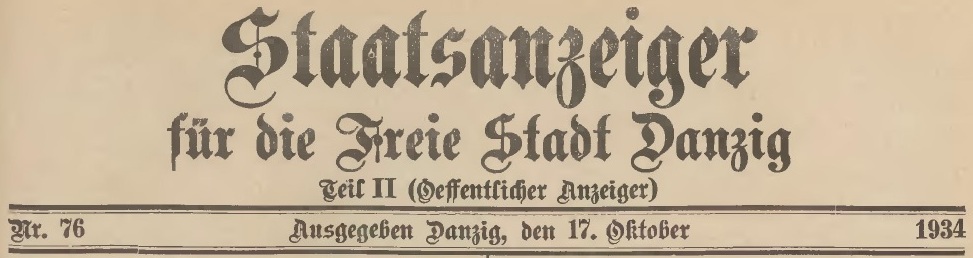 Staatsanzeiger
für die Freie Stadt Danzig
Teil II (Oeffentlicher Anzeiger)
Nr. 76 Ausgegeben Danzig, den 17. Oktober 1934